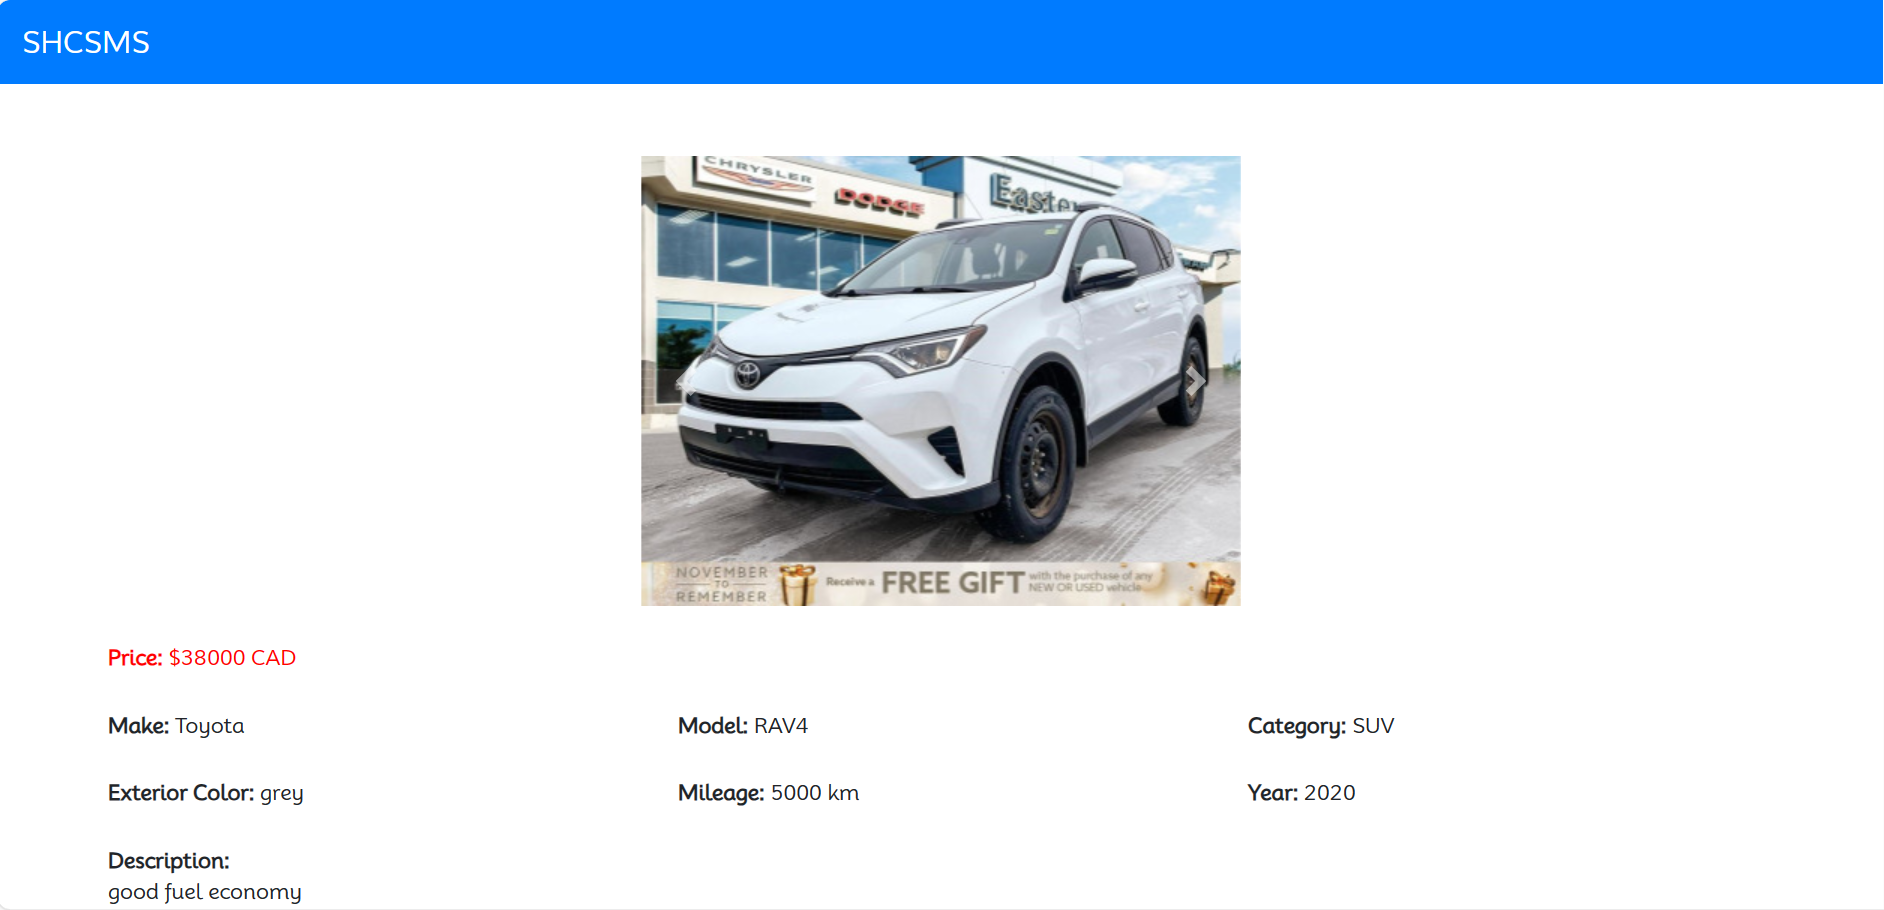 SHCSMS
CHRYSLER
DODGE
Easte
NOVEMBER
TO
REMEMBER
Receive a FREE GIFT with the purchase of any
NEW OR USED vehicle
Price: $38000 CAD
Make: Toyota Model: RAV4 Category: SUV
Exterior Color: grey Mileage: 5000 km Year: 2020
Description:
good fuel economy